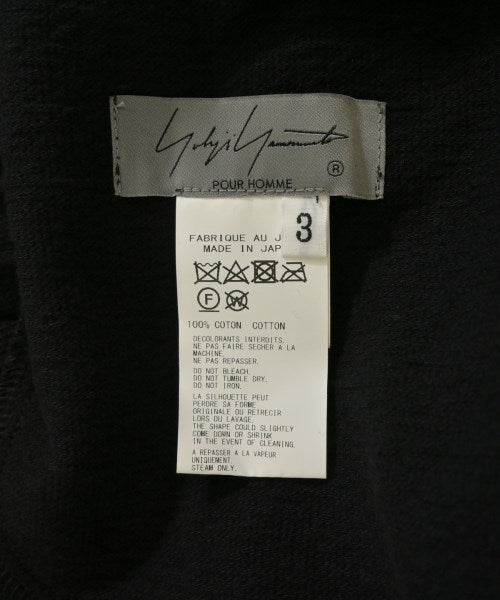 Yohji Yamamoto
®
POUR HOMME
3
FABRIQUE AU J
MADE IN JAP
F
W
100% COTON COTTON
DECOLORANTS INTERDITS.
NE PAS FAIRE SECHER A LA
MACHINE.
NE PAS REPASSER.
DO NOT BLEACH.
DO NOT TUMBLE DRY.
DO NOT IRON.
LA SILHOUETTE PEUT
PERDRE SA FORME
ORIGINALE OU RETRECIR
LORS DU LAVAGE.
THE SHAPE COULD SLIGHTLY
COME DOWN OR SHRINK
IN THE EVENT OF CLEANING.
A REPASSER A LA VAPEUR
UNIQUEMENT.
STEAM ONLY.